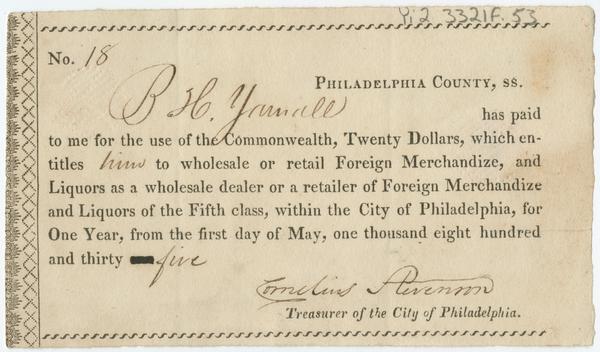 Yi2 3321F.53
No. 18
Philadelphia County, ss.
B H. Yarnall has paid
to me for the use of the Commonwealth, Twenty Dollars, which en-
titles him to wholesale or retail Foreign Merchandize, and
Liquors as a wholesale dealer or a retailer of Foreign Merchandize
and Liquors of the Fifth class, within the City of Philadelphia, for
One Year, from the first day of May, one thousand eight hundred
and thirty five
Cornelius Stevenson
Treasurer of the City of Philadelphia.